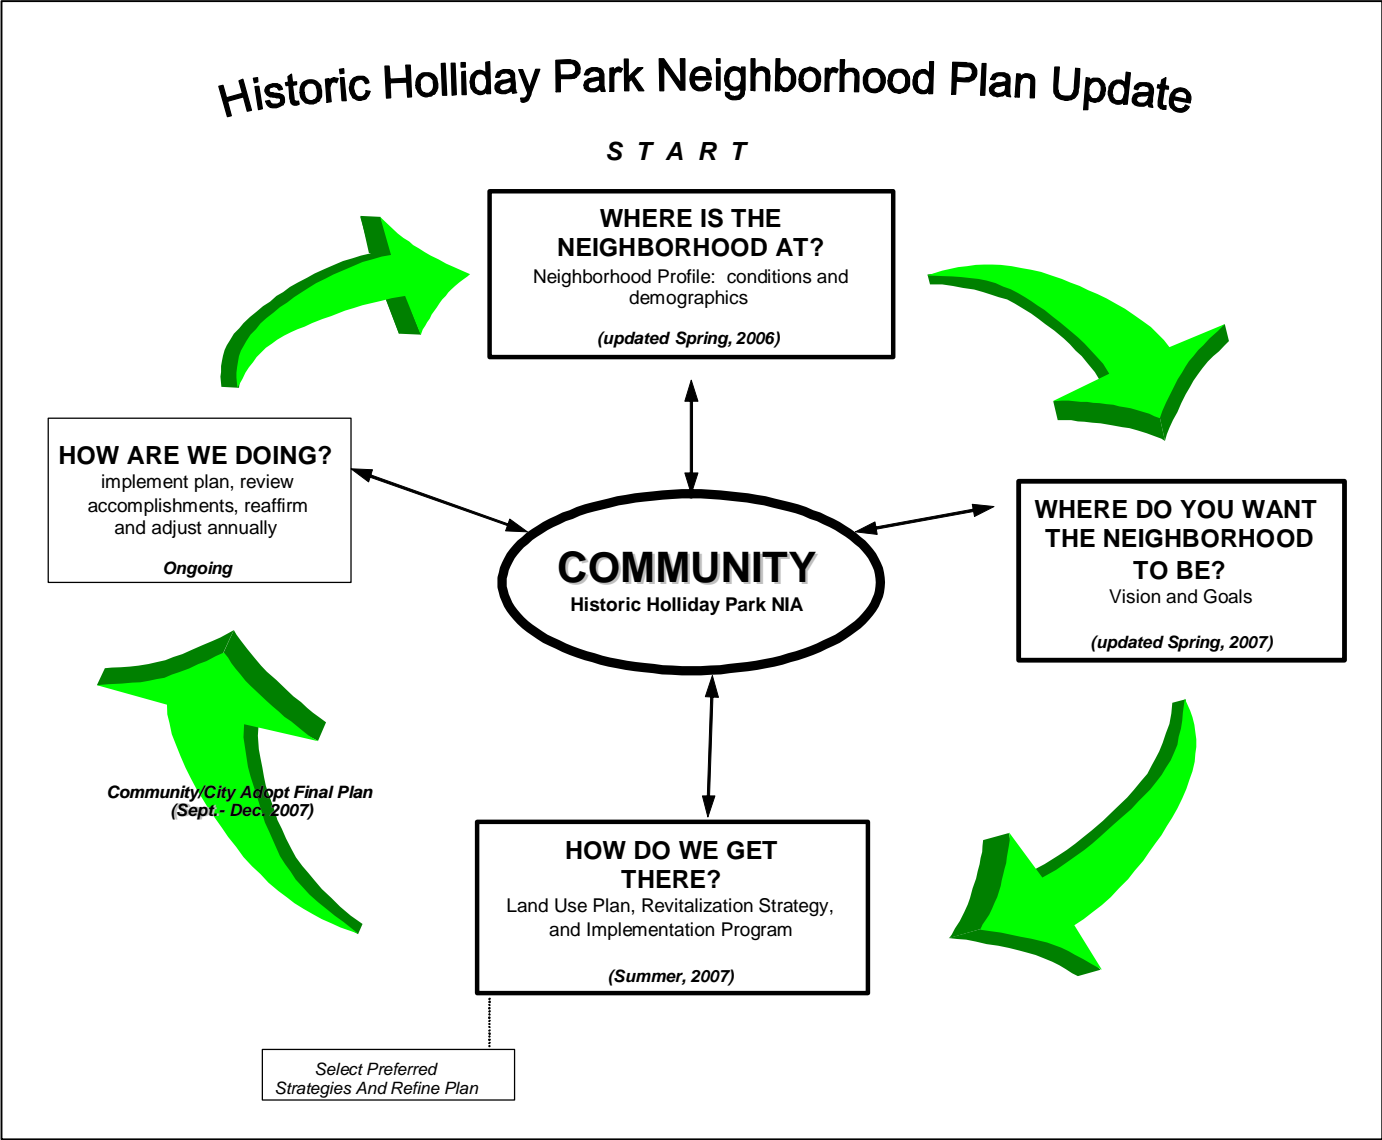 Historic Holliday Park Neighborhood Plan Update
START
WHERE IS THE
NEIGHBORHOOD AT?
Neighborhood Profile: conditions and
demographics
(updated Spring, 2006)
HOW ARE WE DOING?
implement plan, review
accomplishments, reaffirm
and adjust annually
Ongoing
COMMUNITY
Historic Holliday Park NIA
WHERE DO YOU WANT
THE NEIGHBORHOOD
TO BE?
Vision and Goals
(updated Spring, 2007)
Community/City Adopt Final Plan
(Sept.- Dec. 2007)
HOW DO WE GET
THERE?
Land Use Plan, Revitalization Strategy,
and Implementation Program
(Summer, 2007)
Select Preferred
Strategies And Refine Plan